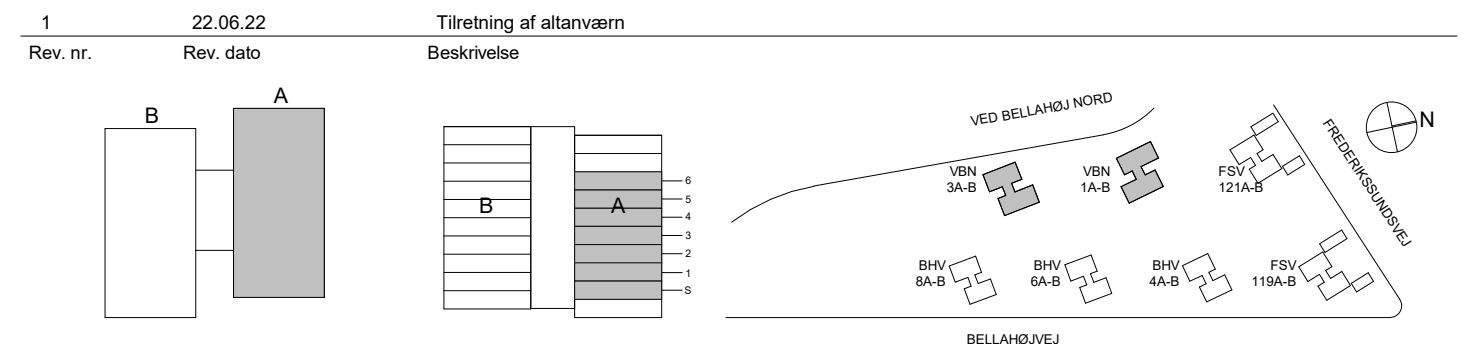 1 22.06.22 Tilretning af altanværn
Rev. nr. Rev. dato Beskrivelse
B
A
B
A
6
5
4
3
2
1
S
VED BELLAHØJ NORD
FREDERIKSSUNDSVEJ
N
VBN
3A-B
VBN
1A-B
FSV
121A-B
BHV
8A-B
BHV
6A-B
BHV
4A-B
FSV
119A-B
BELLAHØJVEJ